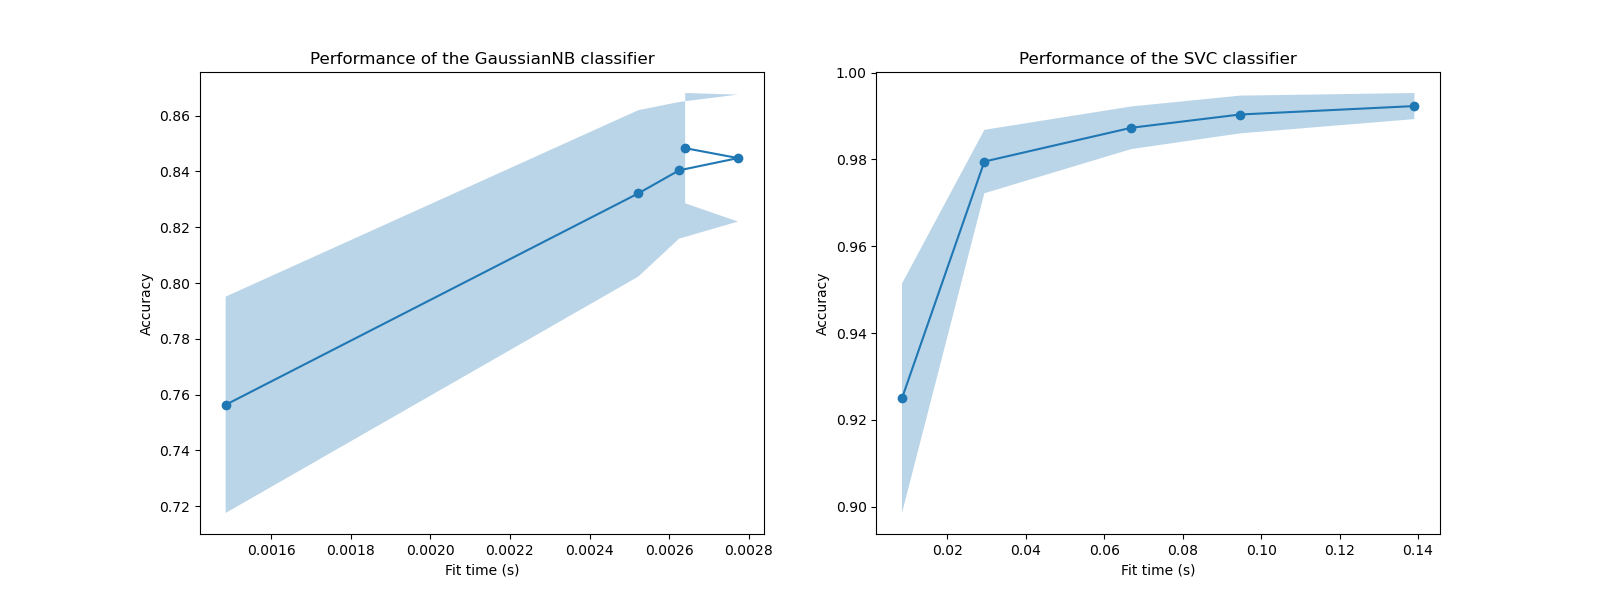 Performance of the GaussianNB classifier
0.86
0.84
0.82
0.80
0.78
0.76
0.74
0.72
Accuracy
0.0016 0.0018 0.0020 0.0022 0.0024 0.0026 0.0028
Fit time (s)
Performance of the SVC classifier
1.00
0.98
0.96
0.94
0.92
0.90
Accuracy
0.02 0.04 0.06 0.08 0.10 0.12 0.14
Fit time (s)